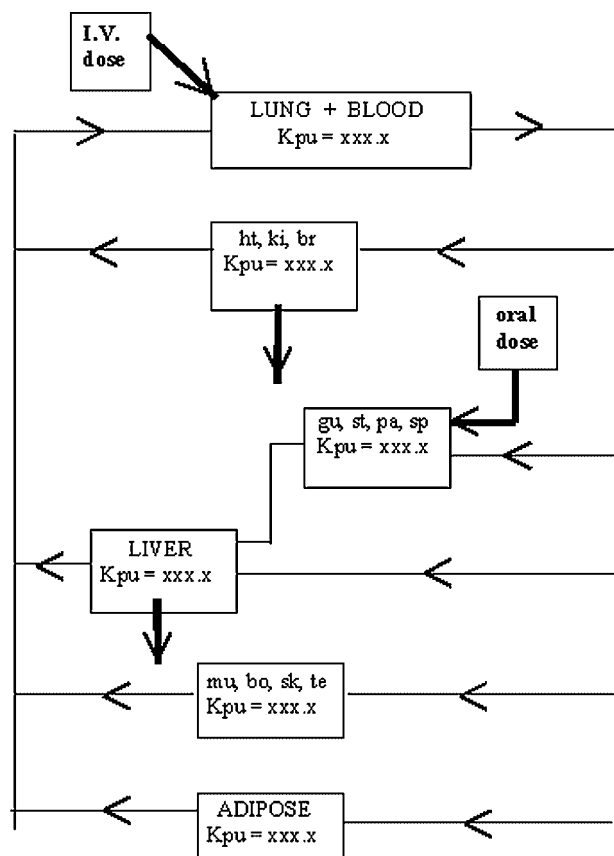 I.V.
dose
LUNG + BLOOD
Kpu = xxx.x
ht, ki, br
Kpu = xxx.x
oral
dose
gu, st, pa, sp
Kpu = xxx.x
LIVER
Kpu = xxx.x
mu, bo, sk, te
Kpu = xxx.x
ADIPOSE
Kpu = xxx.x